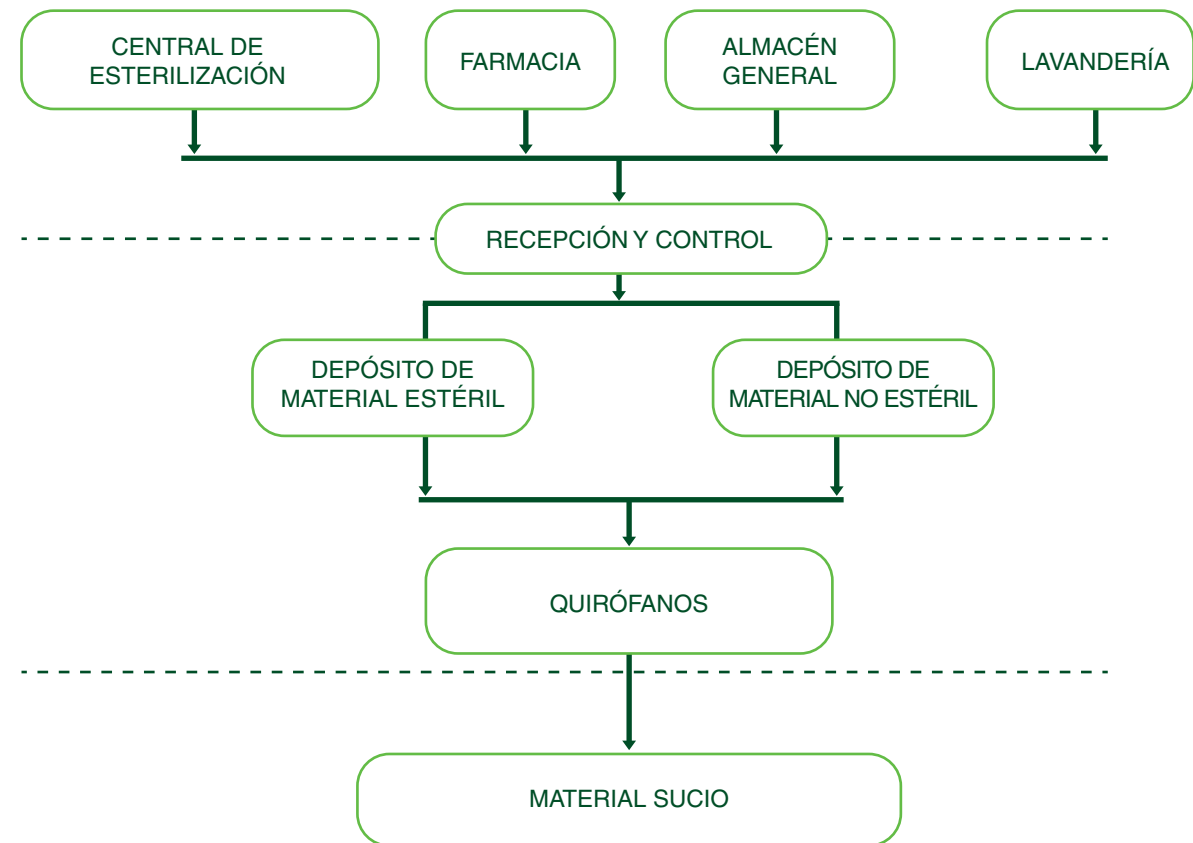 CENTRAL DE
ESTERILIZACIÓN
FARMACIA
ALMACÉN
GENERAL
LAVANDERÍA
RECEPCIÓN Y CONTROL
DEPÓSITO DE
MATERIAL ESTÉRIL
DEPÓSITO DE
MATERIAL NO ESTÉRIL
QUIRÓFANOS
MATERIAL SUCIO